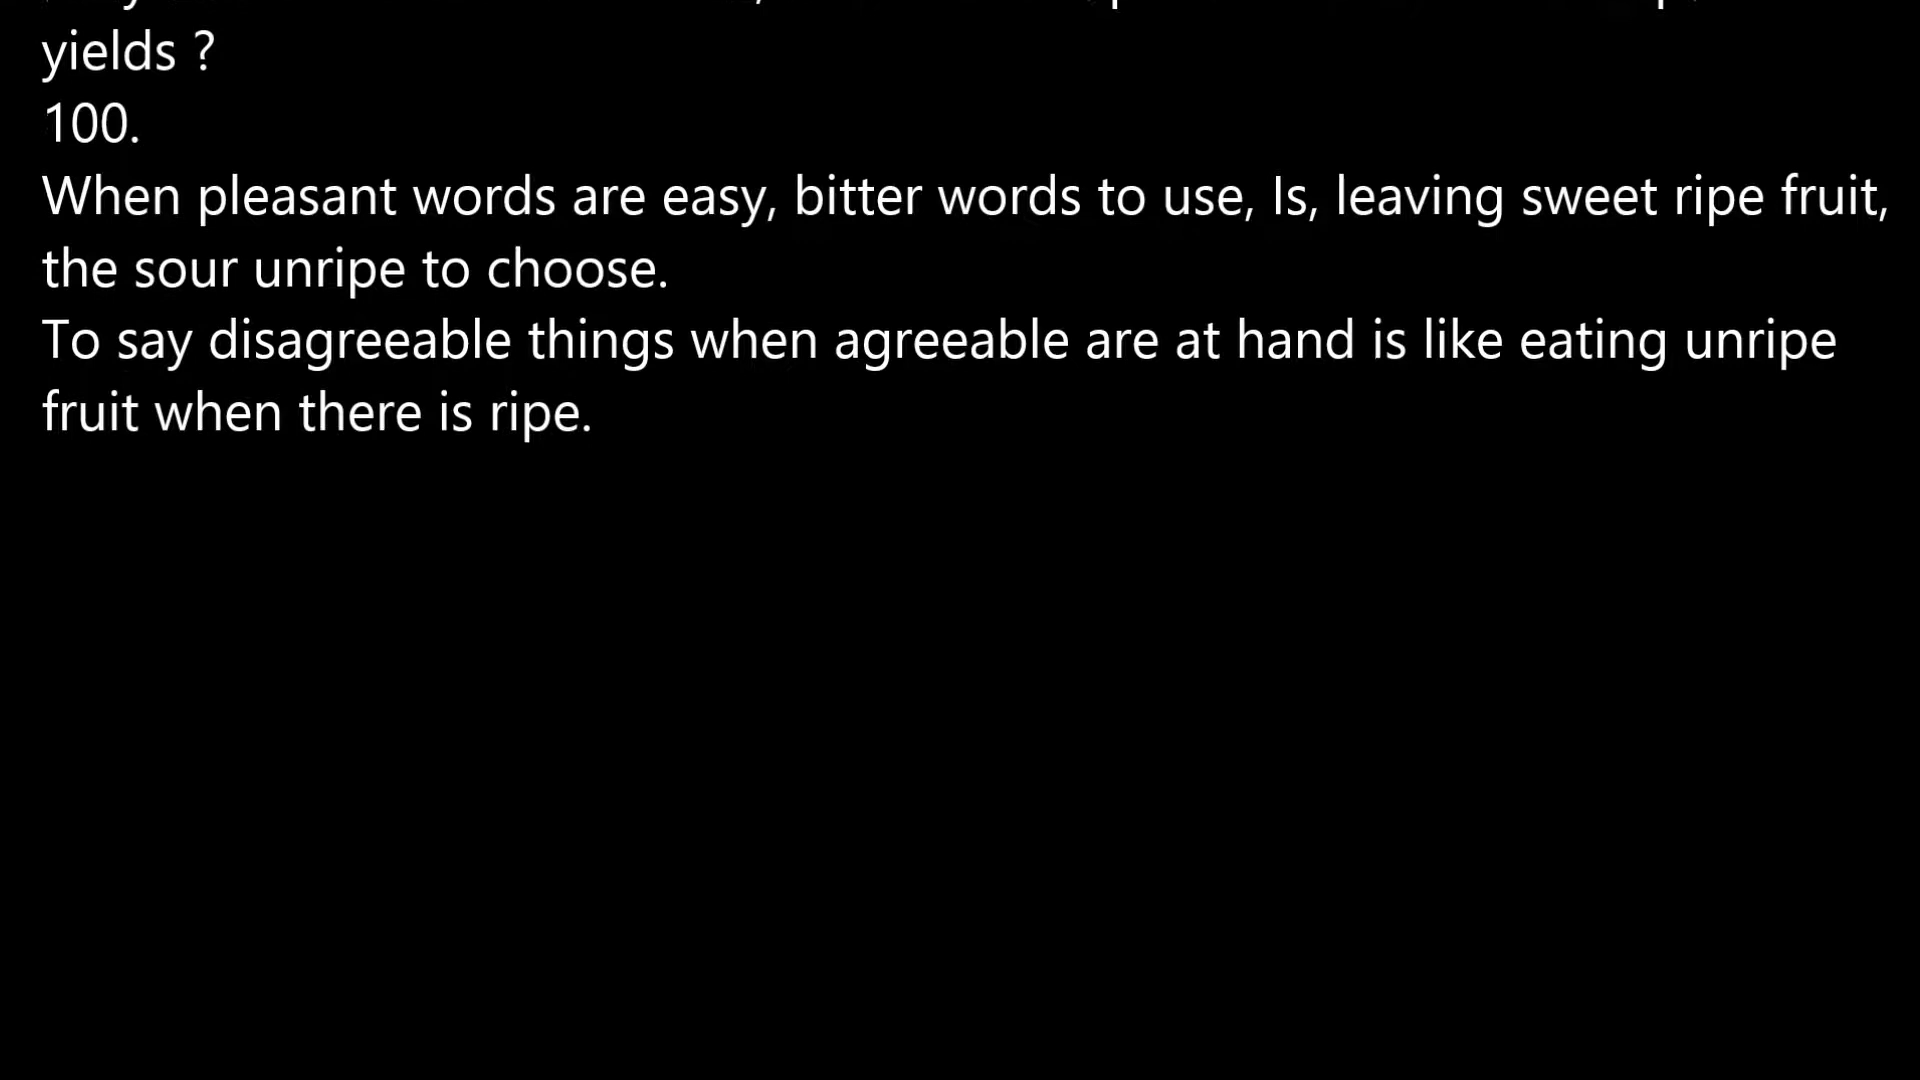 yields ?
100.
When pleasant words are easy, bitter words to use, Is, leaving sweet ripe fruit,
the sour unripe to choose.
To say disagreeable things when agreeable are at hand is like eating unripe
fruit when there is ripe.